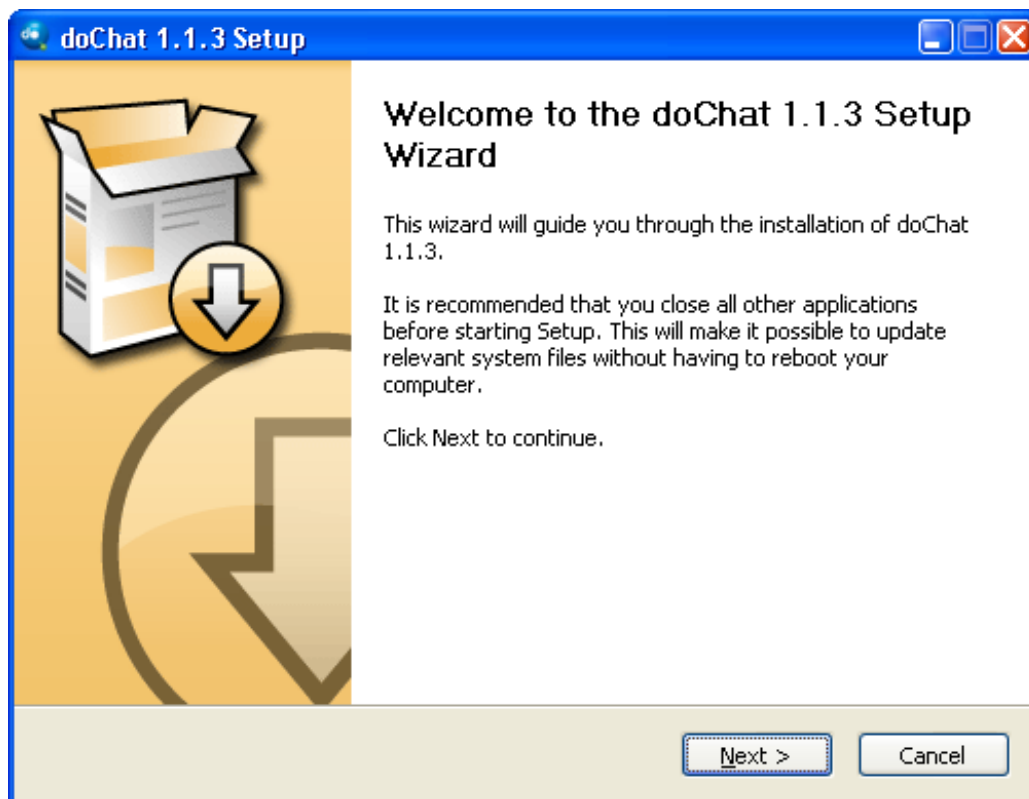 doChat 1.1.3 Setup
Welcome to the doChat 1.1.3 Setup
Wizard
This wizard will guide you through the installation of doChat
1.1.3.
It is recommended that you close all other applications
before starting Setup. This will make it possible to update
relevant system files without having to reboot your
computer.
Click Next to continue.
Next >
Cancel